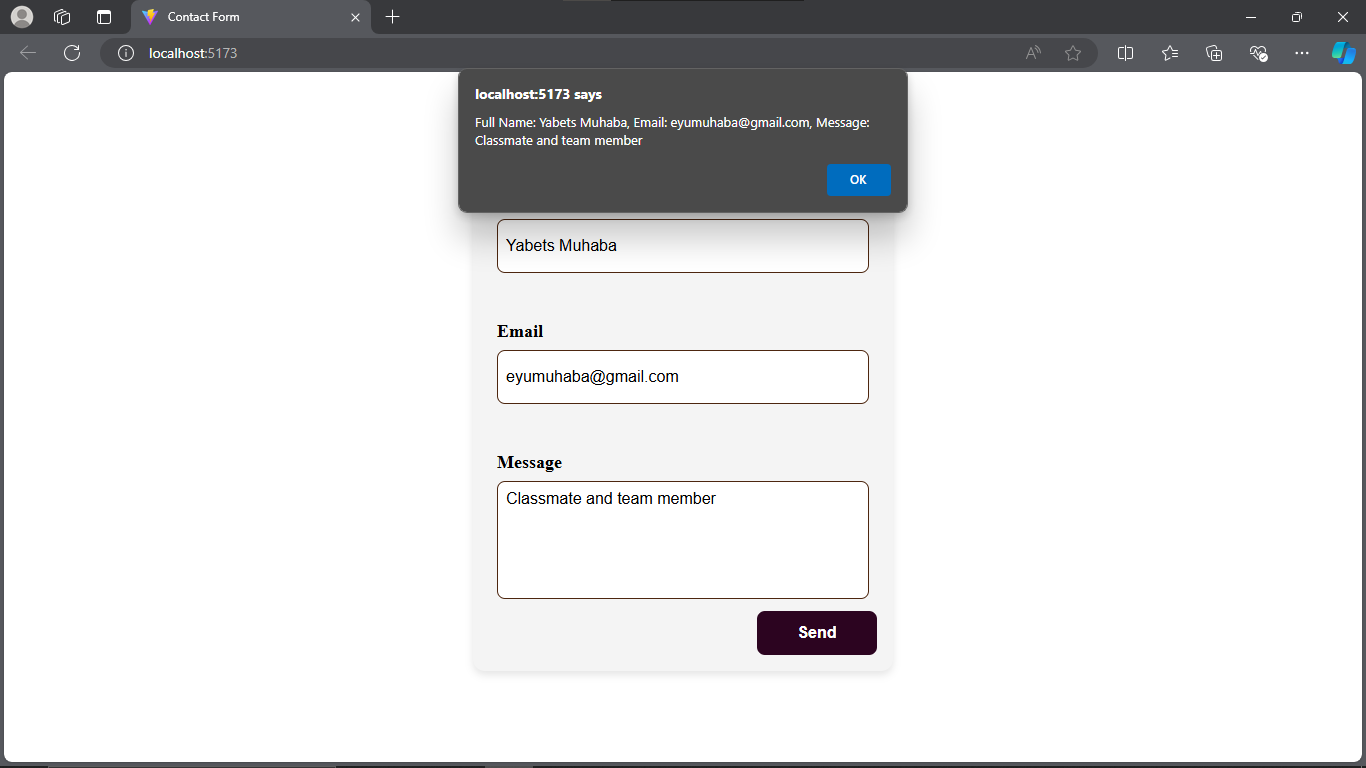 Contact Form
localhost:5173
localhost:5173 says
Full Name: Yabets Muhaba, Email: eyumuhaba@gmail.com, Message:
Classmate and team member
OK
Yabets Muhaba
Email
eyumuhaba@gmail.com
Message
Classmate and team member
Send